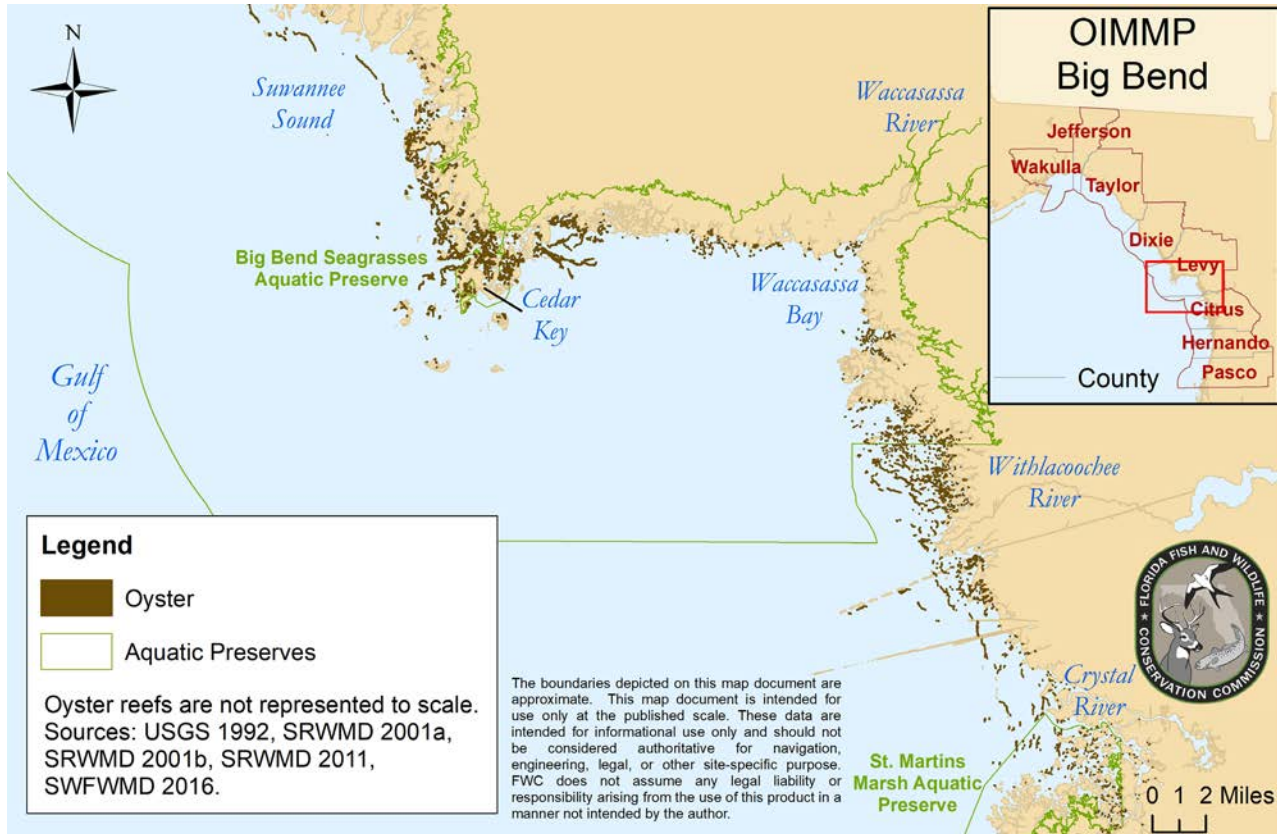 N
Suwannee
Sound
Waccasassa
River
Big Bend Seagrasses
Aquatic Preserve
Cedar
Key
Waccasassa
Bay
Gulf
of
Mexico
Withlacoochee
River
Crystal
River
St. Martins
Marsh Aquatic
Preserve
OIMMP
Big Bend
Jefferson
Wakulla
Taylor
Dixie
Levy
Citrus
Hernando
Pasco
County
Legend
Oyster
Aquatic Preserves
Oyster reefs are not represented to scale.
Sources: USGS 1992, SRWMD 2001a,
SRWMD 2001b, SRWMD 2011,
SWFWMD 2016.
The boundaries depicted on this map document are
approximate. This map document is intended for
use only at the published scale. These data are
intended for informational use only and should not
be considered authoritative for navigation,
engineering, legal, or other site-specific purpose.
FWC does not assume any legal liability or
responsibility arising from the use of this product in a
manner not intended by the author.
FLORIDA FISH AND WILDLIFE
CONSERVATION COMMISSION
0 1 2 Miles